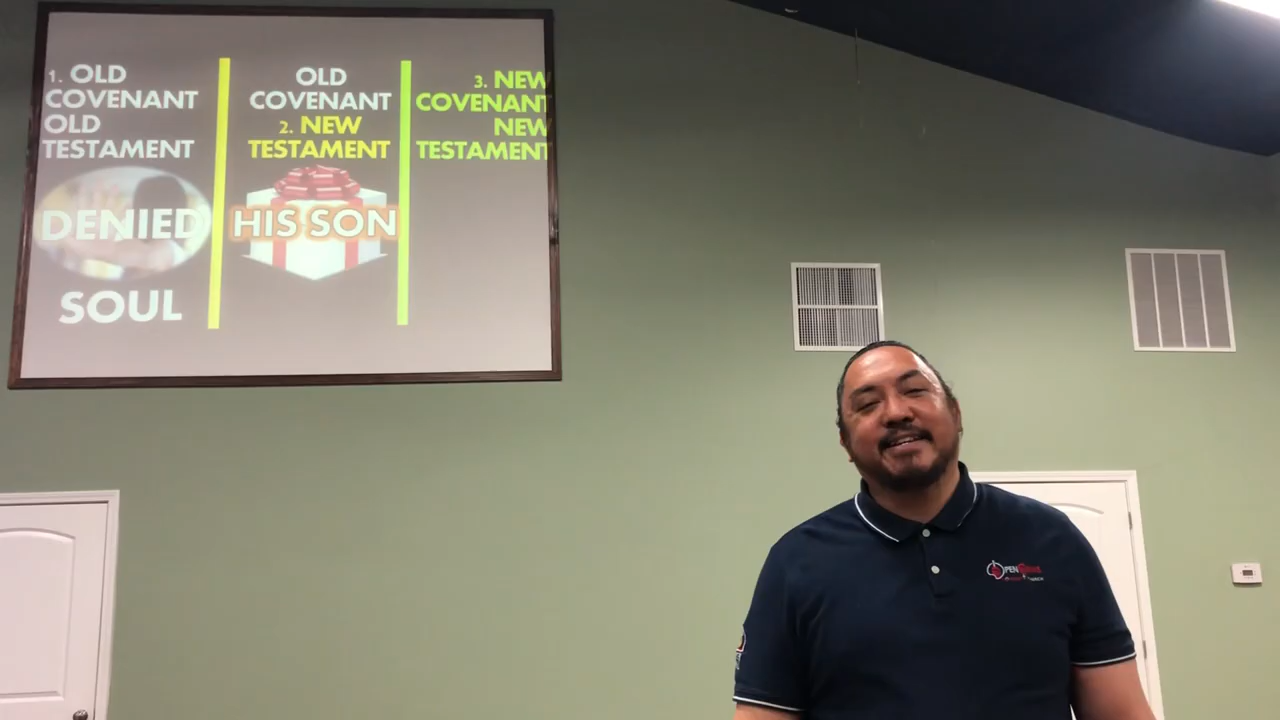 1. OLD
COVENANT
OLD
TESTAMENT
DENIED
SOUL
OLD
COVENANT
2. NEW
TESTAMENT
HIS SON
3. NEW
COVENANT
NEW
TESTAMENT